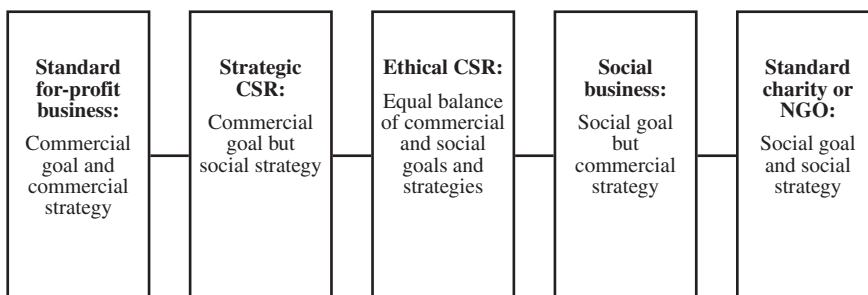 Standard
for-profit
business:
Commercial
goal and
commercial
strategy
Strategic
CSR:
Commercial
goal but
social strategy
Ethical CSR:
Equal balance
of commercial
and social
goals and
strategies
Social
business:
Social goal
but
commercial
strategy
Standard
charity or
NGO:
Social goal
and social
strategy